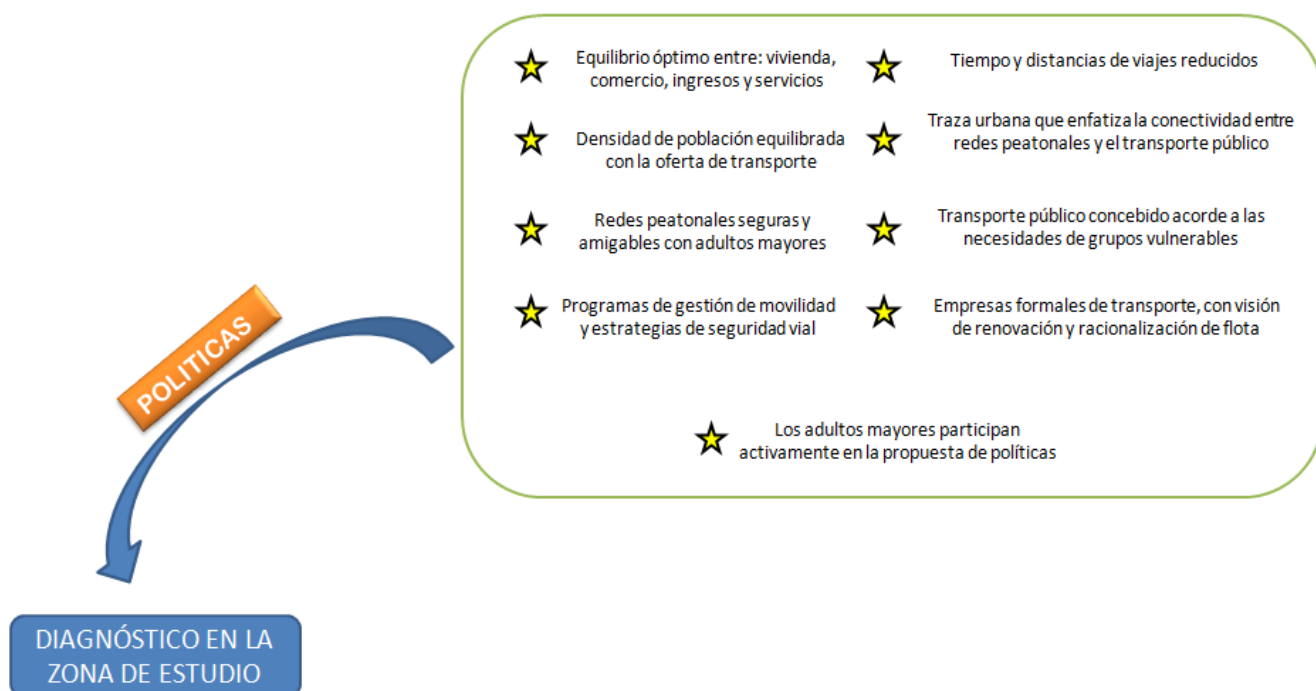 Equilibrio óptimo entre: vivienda,
comercio, ingresos y servicios
Tiempo y distancias de viajes reducidos
Densidad de población equilibrada
con la oferta de transporte
Traza urbana que enfatiza la conectividad entre
redes peatonales y el transporte público
Redes peatonales seguras y
amigables con adultos mayores
Transporte público concebido acorde a las
necesidades de grupos vulnerables
Programas de gestión de movilidad
y estrategias de seguridad vial
Empresas formales de transporte, con visión
de renovación y racionalización de flota
Los adultos mayores participan
activamente en la propuesta de políticas
POLITICAS
DIAGNÓSTICO EN LA
ZONA DE ESTUDIO